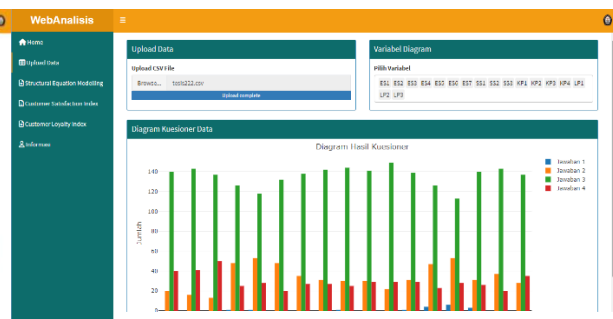 WebAnalisis
Home
Upload Data
Structural Equation Modelling
Customer Satisfaction Index
Customer Loyalty Index
Informasi
Upload Data
Upload CSV File
Browse... tesis222.csv
Upload complete
Variabel Diagram
Pilih Variabel
ES1 ES2 ES3 ES4 ES5 ES6 ES7 SS1 SS2 SS3 KP1 KP2 KP3 KP4 LP1
LP2 LP3
Diagram Kuesioner Data
Diagram Hasil Kuesioner
Jawaban 1
Jawaban 2
Jawaban 3
Jawaban 4
Jumlah
140
120
100
80
60
40
20
0